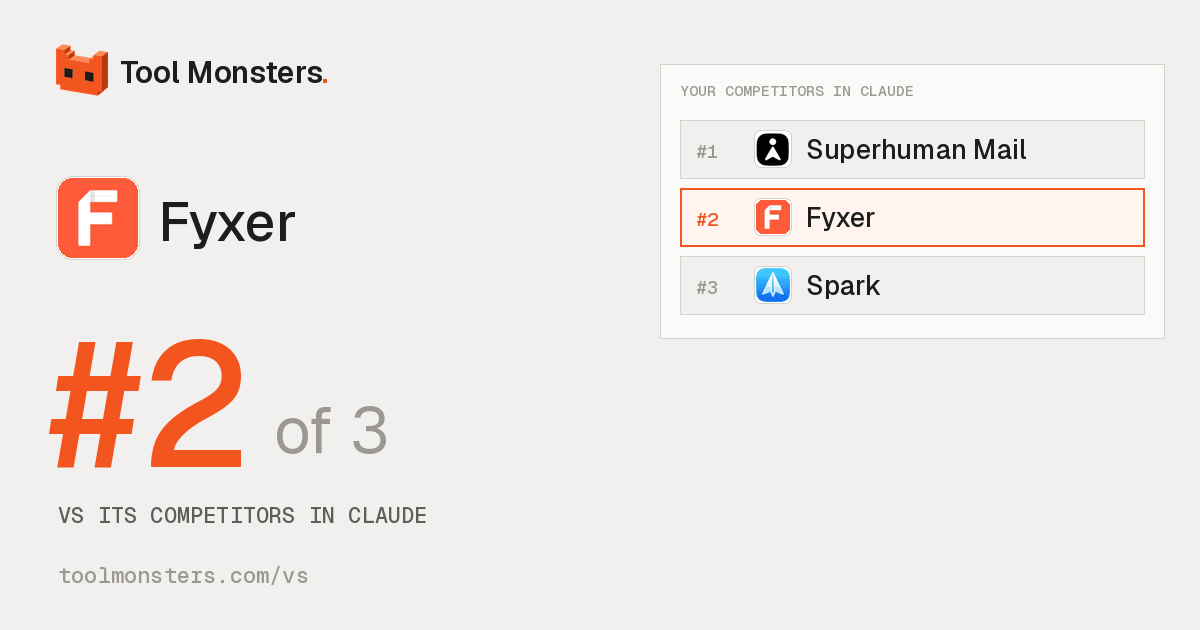 Tool Monsters.
Fyxer
#2 of 3
VS ITS COMPETITORS IN CLAUDE
toolmonsters.com/vs
YOUR COMPETITORS IN CLAUDE
#1 Superhuman Mail
#2 Fyxer
#3 Spark